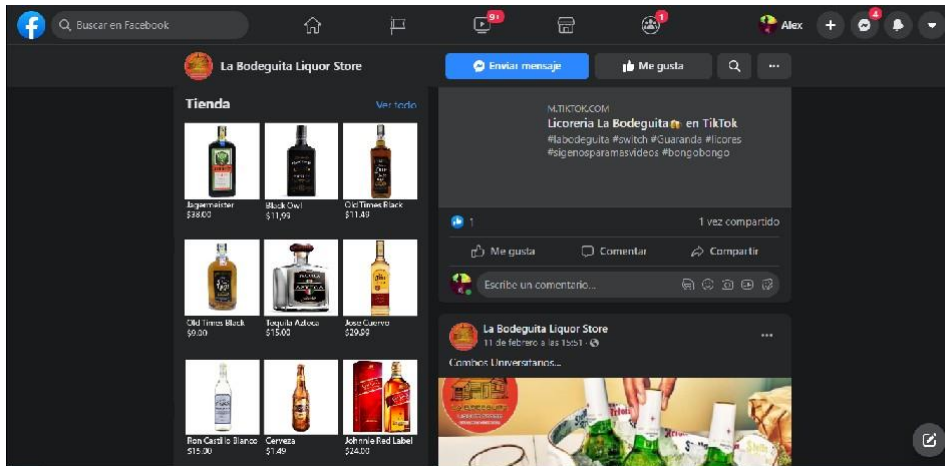 Buscar en Facebook
9+
1
Alex
4
La Bodeguita Liquor Store
Enviar mensaje
Me gusta
Tienda
Ver todo
Jagermeister
$38.00
Black Owl
$11,99
Old Times Black
$11.49
Old Times Black
$9.00
Tequila Azteca
$15.00
Jose Cuervo
$29.99
Ron Castillo Blanco
$15.00
Cerveza
$1.49
Johnnie Red Label
$24.00
M.TIKTOK.COM
Licoreria La Bodeguita en TikTok
#labodeguita #switch #Guaranda #licores
#sigenosparamasvideos #bongobongo
1
1 vez compartido
Me gusta
Comentar
Compartir
Escribe un comentario...
La Bodeguita Liquor Store
11 de febrero a las 15:51
Combos Universitarios...